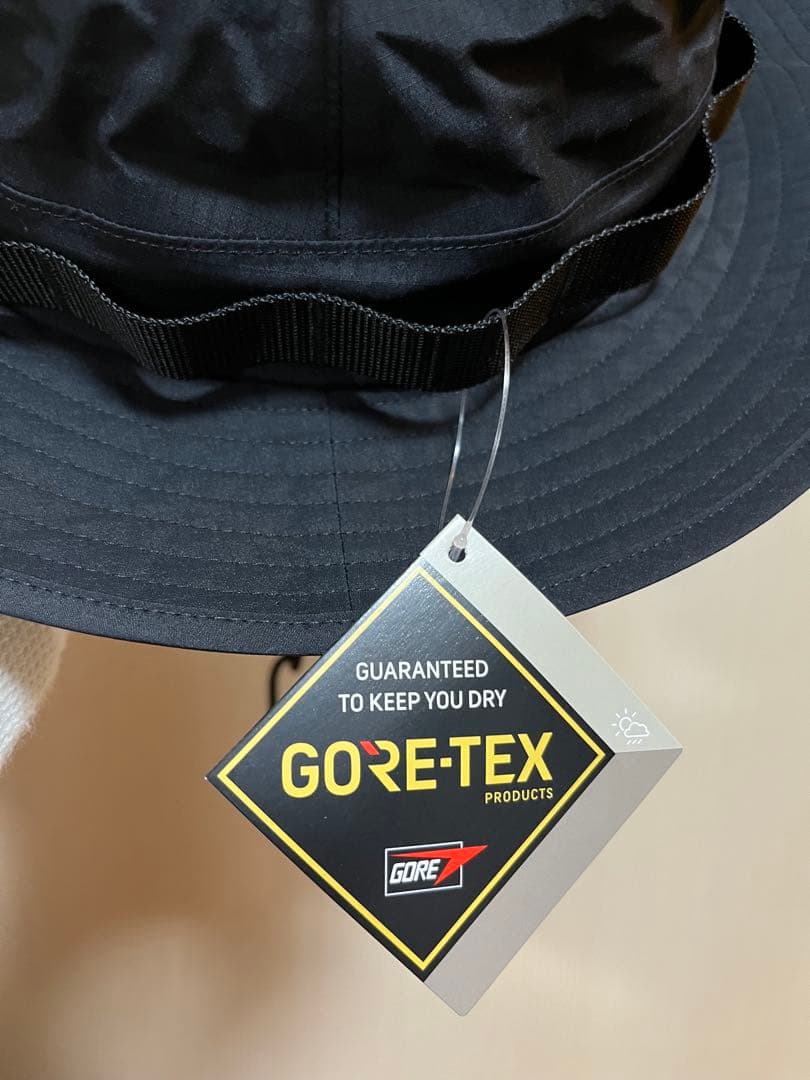 GUARANTEED
TO KEEP YOU DRY
GORE-TEX
PRODUCTS
GORE